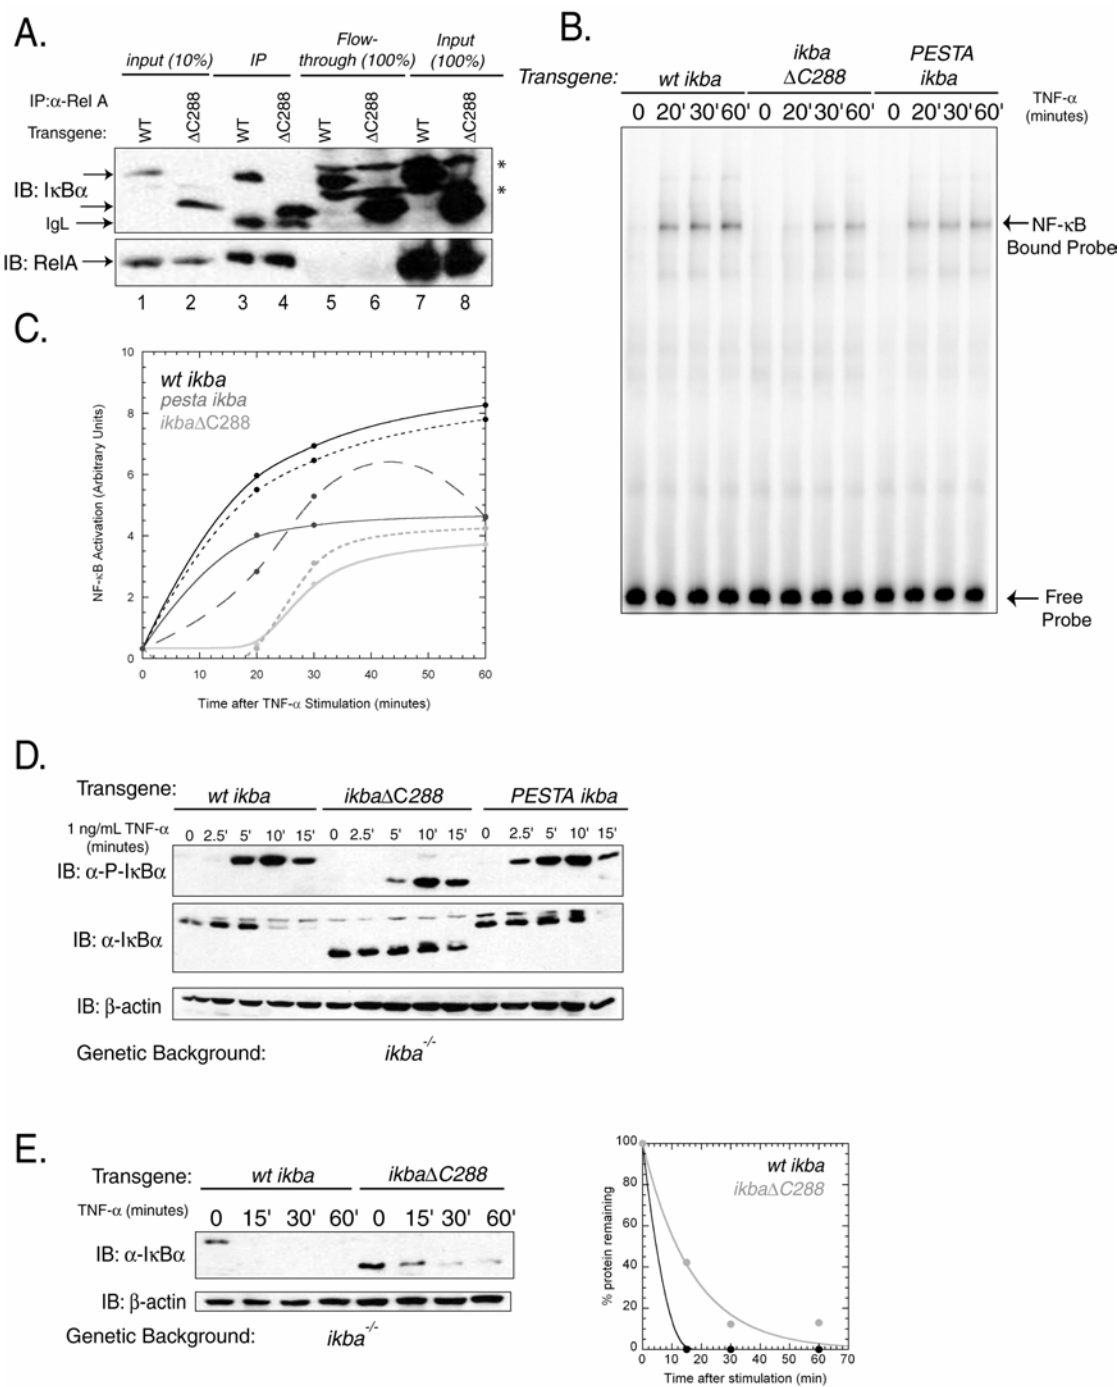 A.
input (10%) IP Flow-through (100%) Input (100%)
IP:α-Rel A
Transgene: WT ΔC288 WT ΔC288 WT ΔC288 WT ΔC288
IB: IκBα
*
*
IgL
IB: RelA
1 2 3 4 5 6 7 8
B.
Transgene: wt ikba ikba ΔC288 PESTA ikba
0 20' 30' 60' 0 20' 30' 60' 0 20' 30' 60'
TNF-α
(minutes)
NF-κB
Bound Probe
Free
Probe
C.
wt ikba
pesta ikba
ikbaΔC288
NF-κB Activation (Arbitrary Units)
10
8
6
4
2
0
0 10 20 30 40 50 60
Time after TNF-α Stimulation (minutes)
D.
Transgene: wt ikba ikbaΔC288 PESTA ikba
1 ng/mL TNF-α
(minutes)
0 2.5' 5' 10' 15' 0 2.5' 5' 10' 15' 0 2.5' 5' 10' 15'
IB: α-P-IκBα
IB: α-IκBα
IB: β-actin
Genetic Background: ikba-/-
E.
Transgene: wt ikba ikbaΔC288
TNF-α (minutes) 0 15' 30' 60' 0 15' 30' 60'
IB: α-IκBα
IB: β-actin
Genetic Background: ikba-/-
wt ikba
ikbaΔC288
% protein remaining
100
80
60
40
20
0
0 10 20 30 40 50 60 70
Time after stimulation (min)